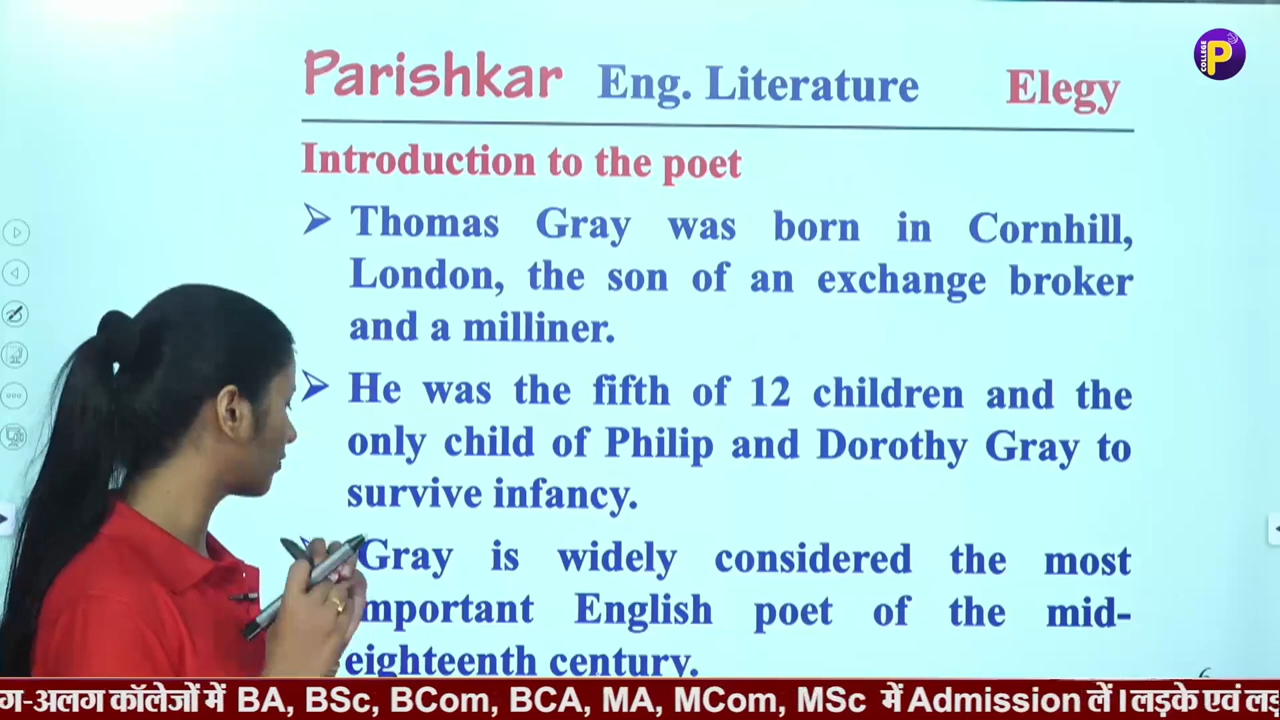 Parishkar Eng. Literature Elegy
COLLEGE P
Introduction to the poet
Thomas Gray was born in Cornhill,
London, the son of an exchange broker
and a milliner.
He was the fifth of 12 children and the
only child of Philip and Dorothy Gray to
survive infancy.
Gray is widely considered the most
mportant English poet of the mid-
eighteenth century.
6
ग-अलग कॉलेजों में BA, BSc, BCom, BCA, MA, MCom, MSc में Admission लें । लड़के एवं लड़